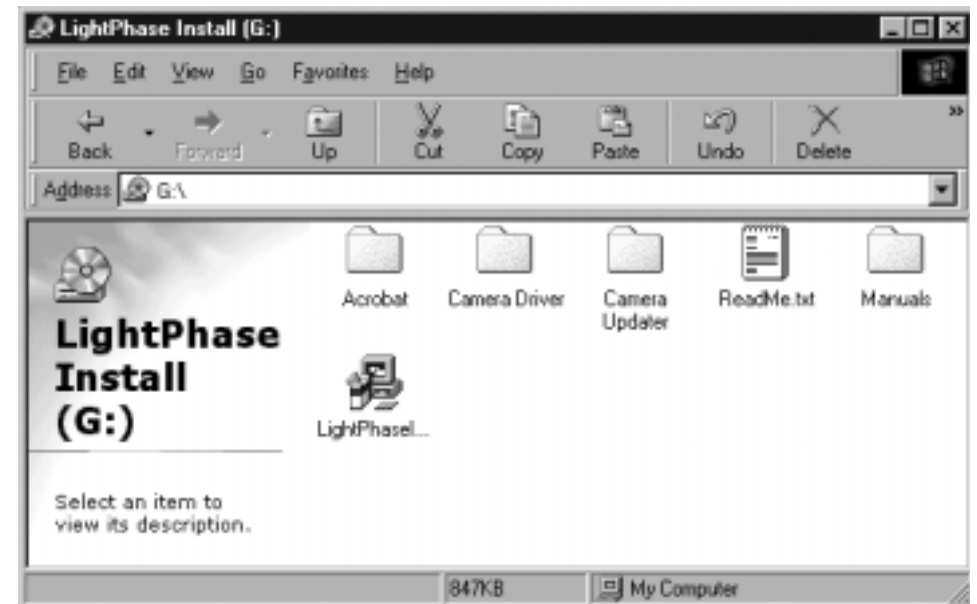 LightPhase Install (G:)
File Edit View Go Favorites Help
Back Forward Up Cut Copy Paste Undo Delete »
Address G:\
LightPhase
Install
(G:)
Select an item to
view its description.
Acrobat Camera Driver Camera
Updater ReadMe.txt Manuals
LightPhaseI...
847KB My Computer